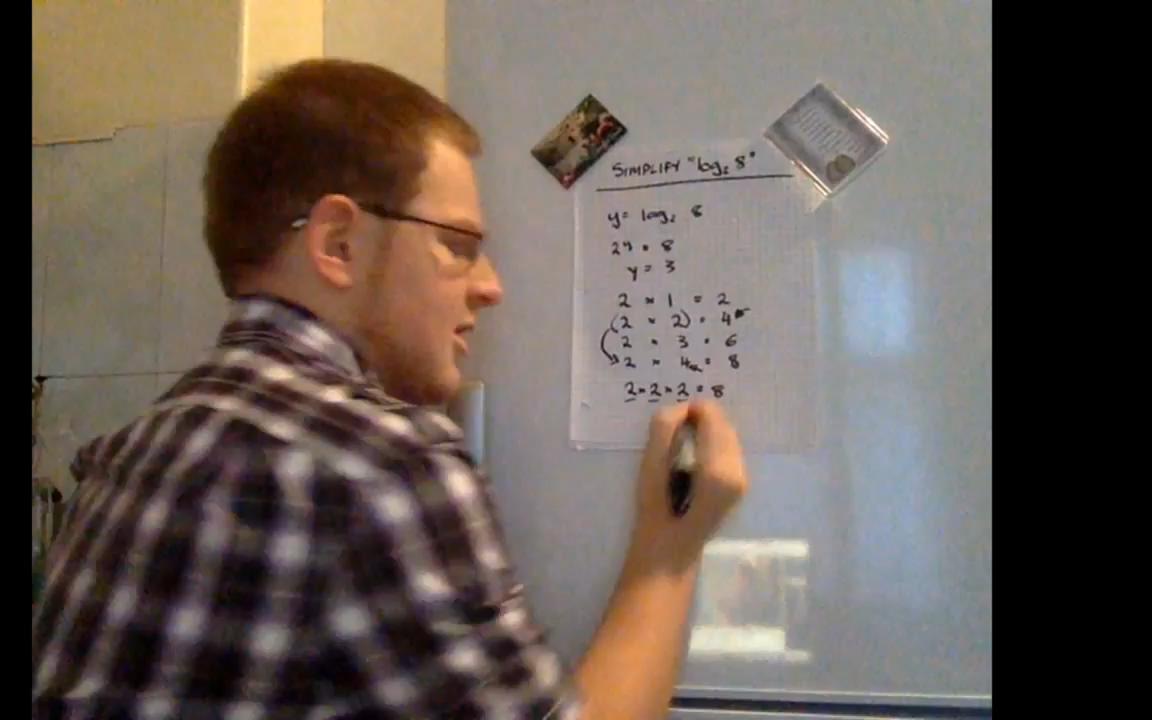 SIMPLIFY "log₂ 8"
y = log₂ 8
2y = 8
y = 3
2 × 1 = 2
(2 × 2) = 4
2 × 3 = 6
2 × 4 = 8
2 × 2 × 2 = 8